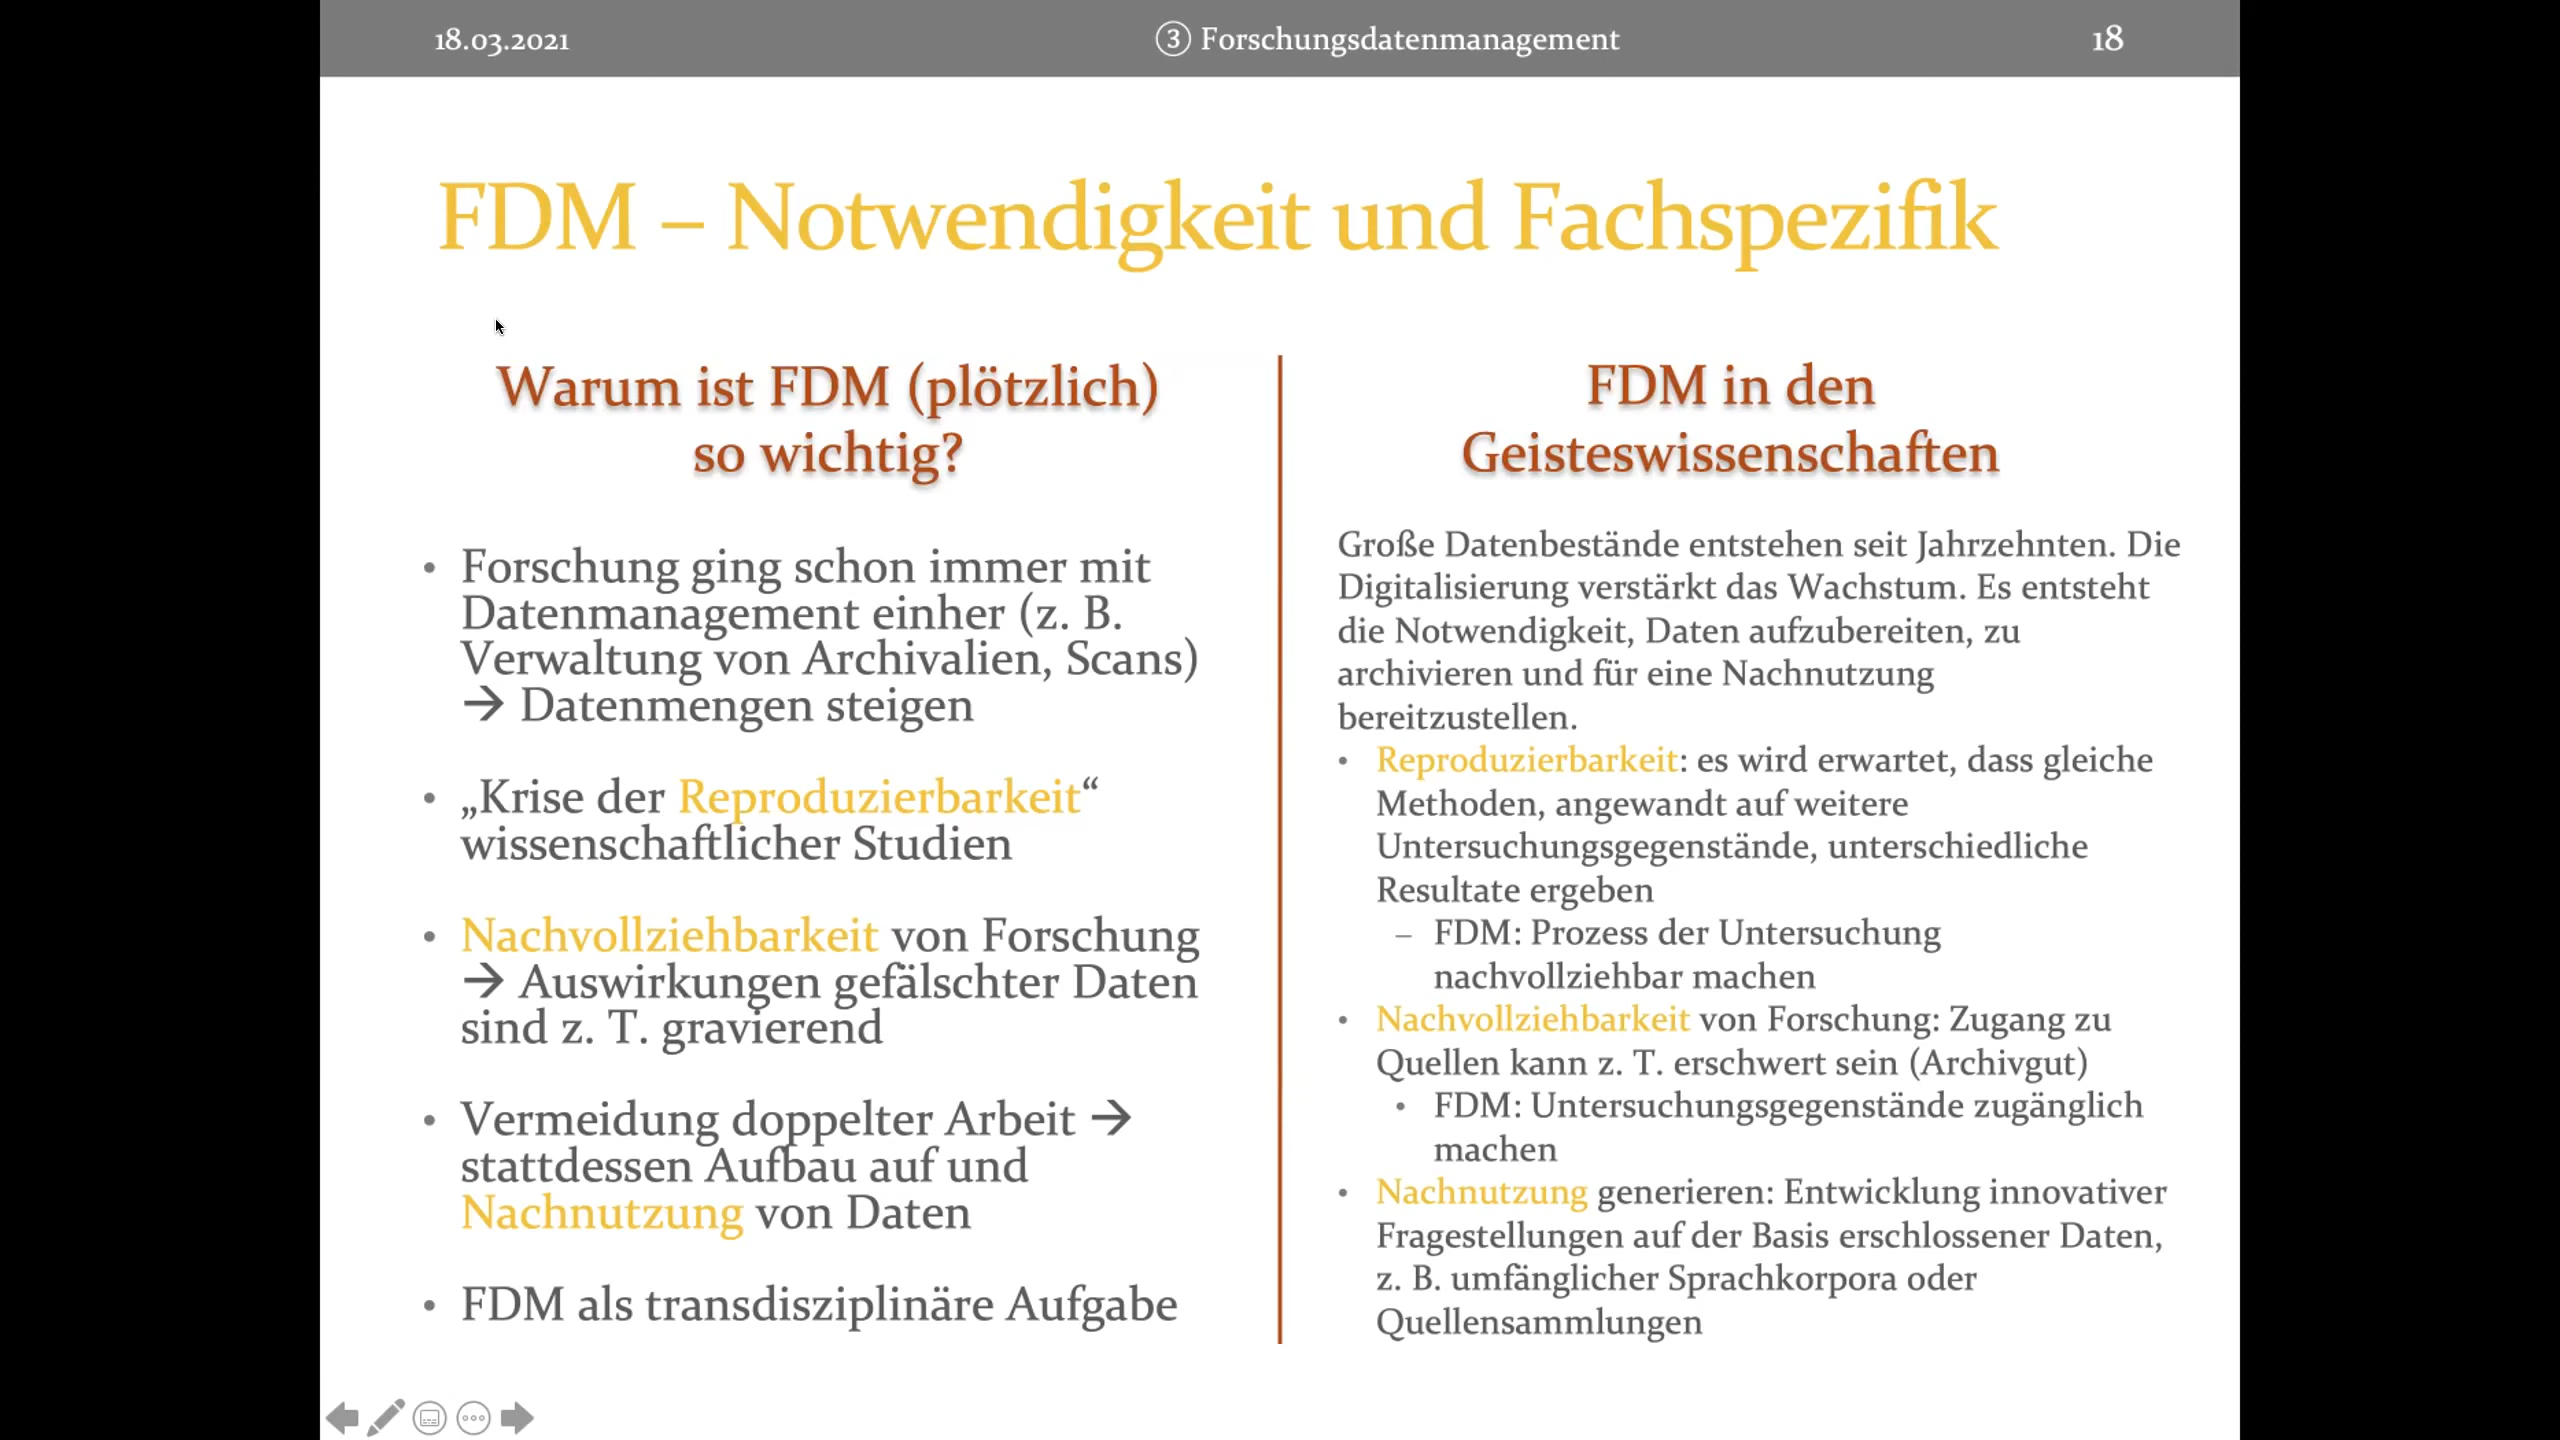 18.03.2021
③ Forschungsdatenmanagement
18
FDM – Notwendigkeit und Fachspezifik
Warum ist FDM (plötzlich)
so wichtig?
• Forschung ging schon immer mit
Datenmanagement einher (z. B.
Verwaltung von Archivalien, Scans)
→ Datenmengen steigen
• „Krise der Reproduzierbarkeit“
wissenschaftlicher Studien
• Nachvollziehbarkeit von Forschung
→ Auswirkungen gefälschter Daten
sind z. T. gravierend
• Vermeidung doppelter Arbeit →
stattdessen Aufbau auf und
Nachnutzung von Daten
• FDM als transdisziplinäre Aufgabe
FDM in den
Geisteswissenschaften
Große Datenbestände entstehen seit Jahrzehnten. Die
Digitalisierung verstärkt das Wachstum. Es entsteht
die Notwendigkeit, Daten aufzubereiten, zu
archivieren und für eine Nachnutzung
bereitzustellen.
• Reproduzierbarkeit: es wird erwartet, dass gleiche
Methoden, angewandt auf weitere
Untersuchungsgegenstände, unterschiedliche
Resultate ergeben
– FDM: Prozess der Untersuchung
nachvollziehbar machen
• Nachvollziehbarkeit von Forschung: Zugang zu
Quellen kann z. T. erschwert sein (Archivgut)
• FDM: Untersuchungsgegenstände zugänglich
machen
• Nachnutzung generieren: Entwicklung innovativer
Fragestellungen auf der Basis erschlossener Daten,
z. B. umfänglicher Sprachkorpora oder
Quellensammlungen